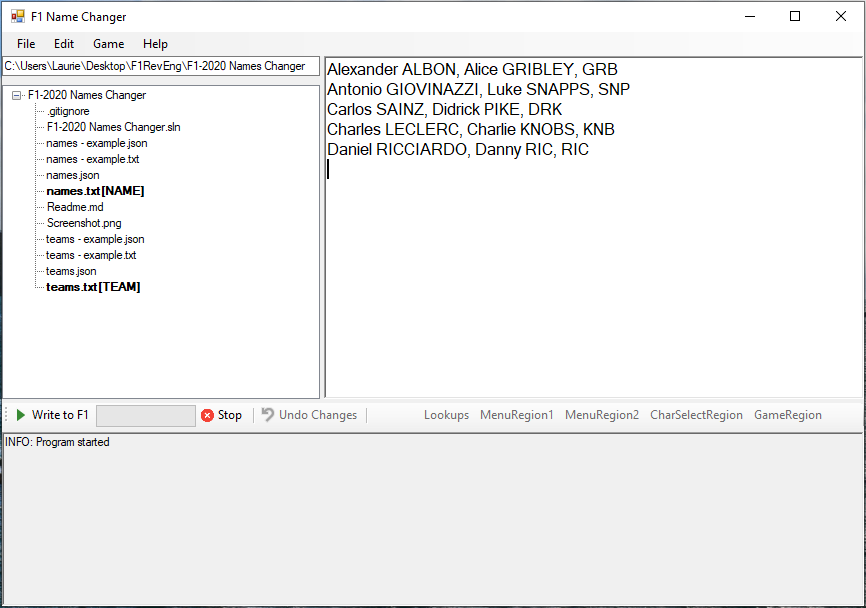 F1 Name Changer
File Edit Game Help
C:\Users\Laurie\Desktop\F1RevEng\F1-2020 Names Changer
F1-2020 Names Changer
.gitignore
F1-2020 Names Changer.sln
names - example.json
names - example.txt
names.json
names.txt[NAME]
Readme.md
Screenshot.png
teams - example.json
teams - example.txt
teams.json
teams.txt[TEAM]
Alexander ALBON, Alice GRIBLEY, GRB
Antonio GIOVINAZZI, Luke SNAPPS, SNP
Carlos SAINZ, Didrick PIKE, DRK
Charles LECLERC, Charlie KNOBS, KNB
Daniel RICCIARDO, Danny RIC, RIC
Write to F1 Stop Undo Changes Lookups MenuRegion1 MenuRegion2 CharSelectRegion GameRegion
INFO: Program started